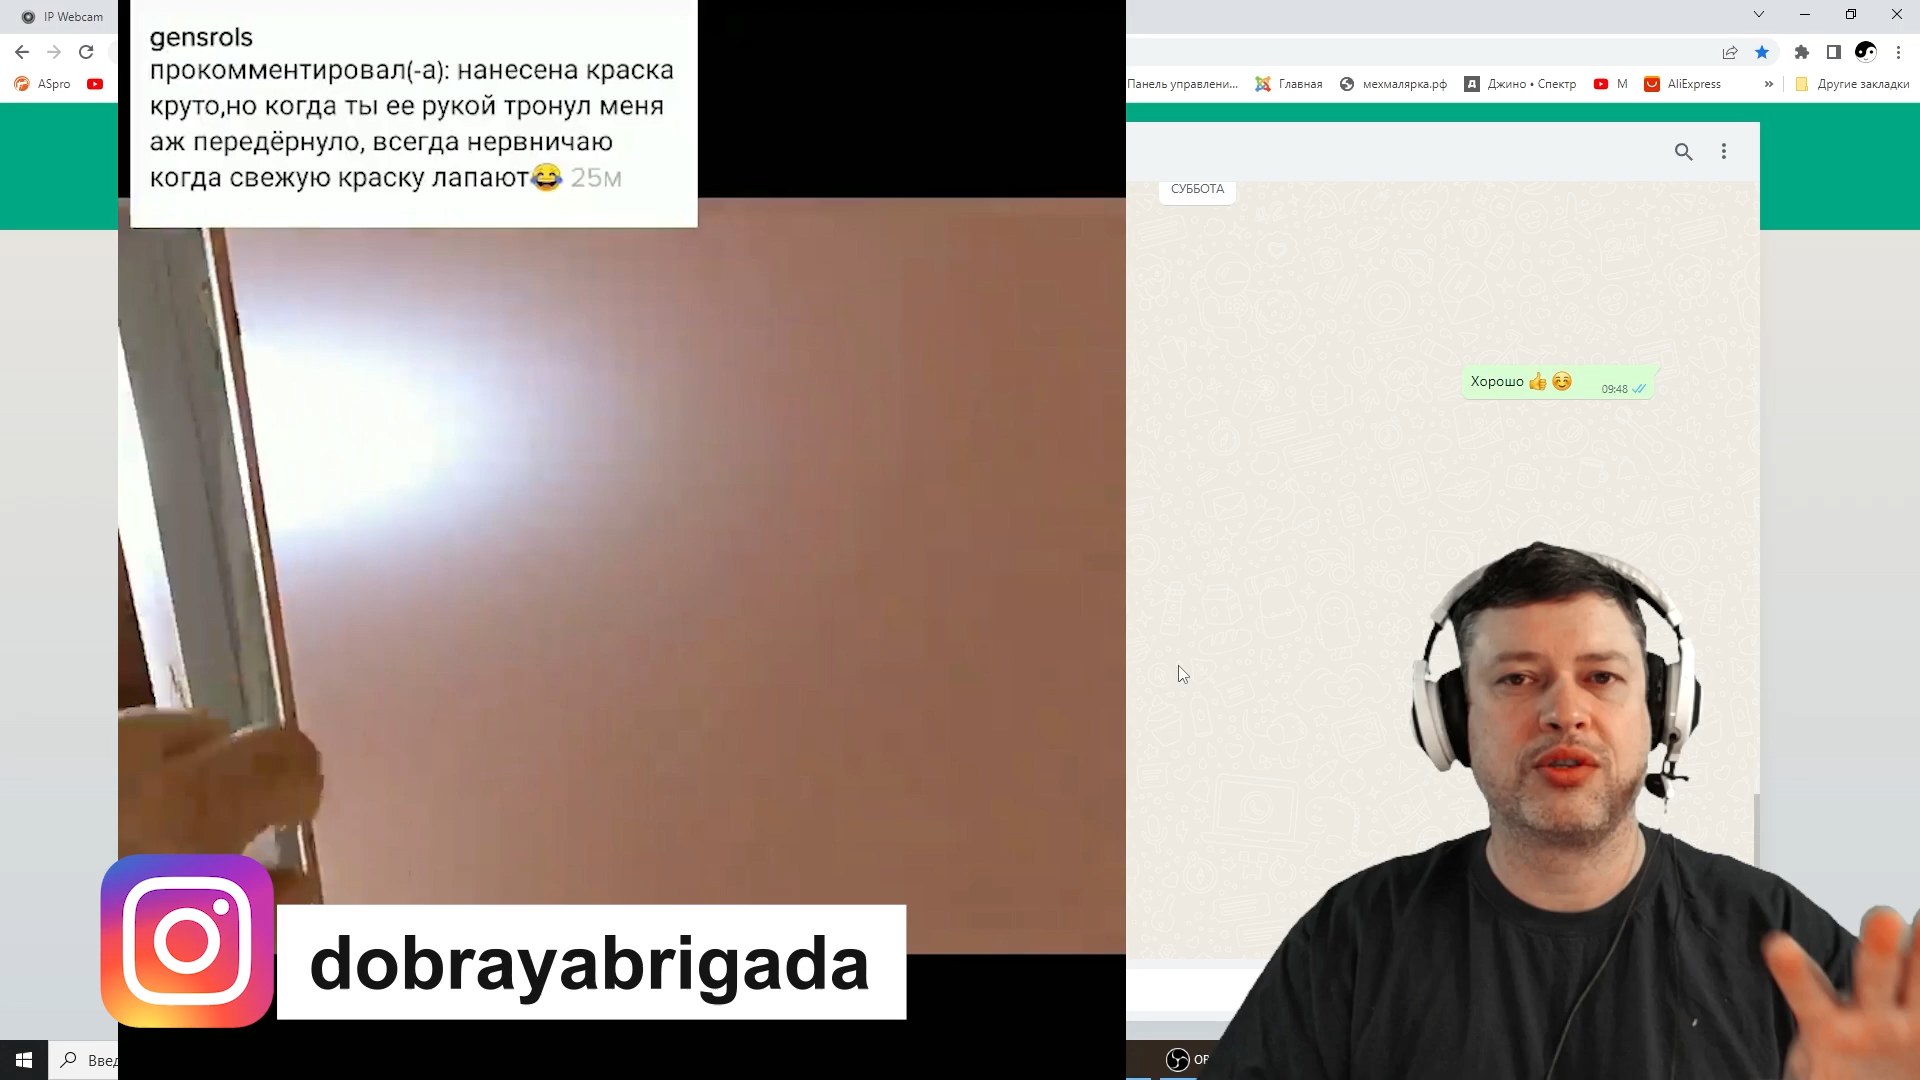 IP Webcam
ASpro
Панель управлени...
Главная
мехмалярка.рф
Джино • Спектр
М
AliExpress
»
Другие закладки
gensrols
прокомментировал(-а): нанесена краска
круто,но когда ты ее рукой тронул меня
аж передёрнуло, всегда нервничаю
когда свежую краску лапают😂 25м
СУББОТА
Хорошо 👍 ☺️ 09:48
dobrayabrigada